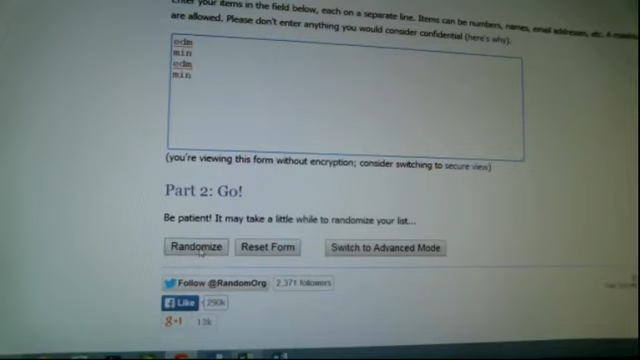 Enter your items in the field below, each on a separate line. Items can be numbers, names, email addresses, etc. A
are allowed. Please don't enter anything you would consider confidential (here's why).
edm
min
edm
min
(you're viewing this form without encryption; consider switching to secure view)
Part 2: Go!
Be patient! It may take a little while to randomize your list...
Randomize Reset Form Switch to Advanced Mode
Follow @RandomOrg 2,371 followers
Like 290k
g+1 13k